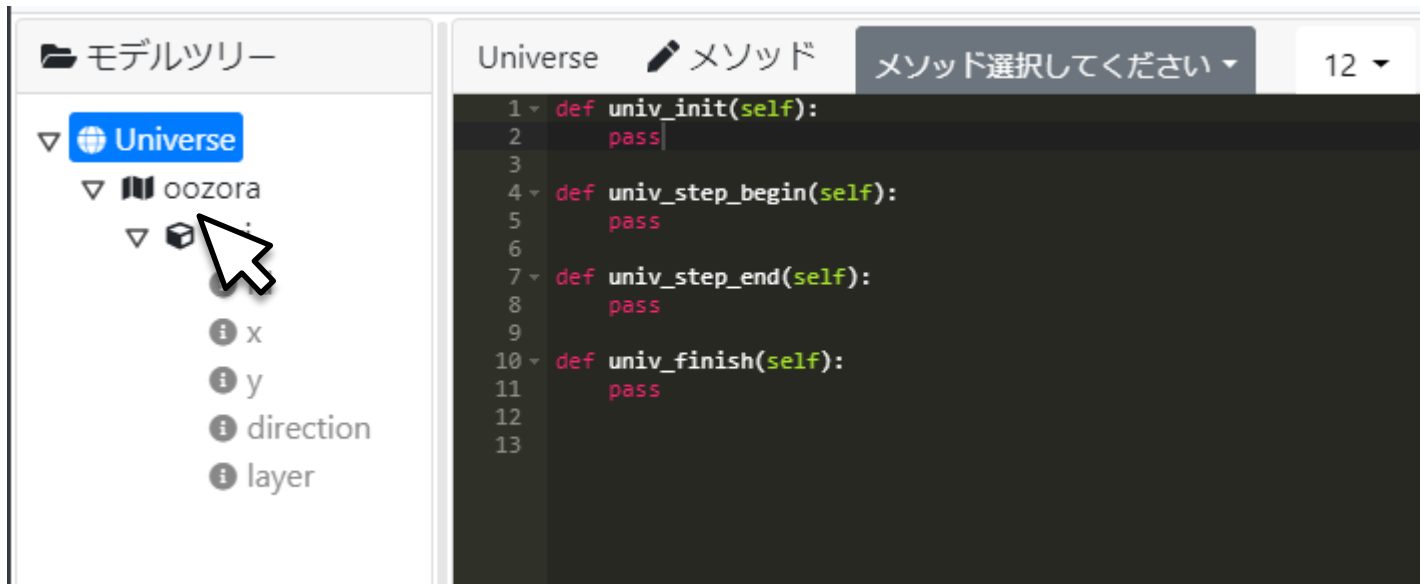 モデルツリー
Universe
oozora
x
y
direction
layer
Universe メソッド メソッド選択してください 12
1 def univ_init(self):
2 pass
3
4 def univ_step_begin(self):
5 pass
6
7 def univ_step_end(self):
8 pass
9
10 def univ_finish(self):
11 pass
12
13